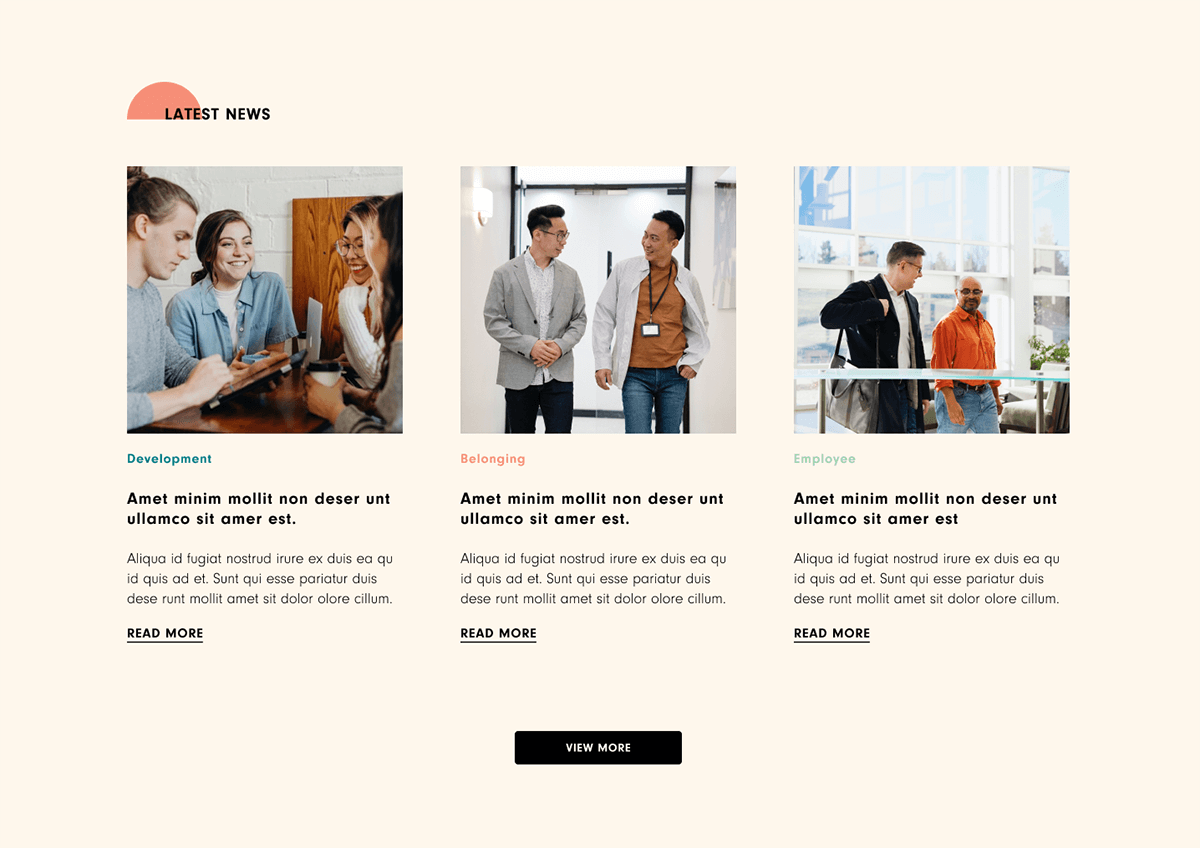 LATEST NEWS
Development
Amet minim mollit non deser unt
ullamco sit amer est.
Aliqua id fugiat nostrud irure ex duis ea qu
id quis ad et. Sunt qui esse pariatur duis
dese runt mollit amet sit dolor olore cillum.
READ MORE
Belonging
Amet minim mollit non deser unt
ullamco sit amer est.
Aliqua id fugiat nostrud irure ex duis ea qu
id quis ad et. Sunt qui esse pariatur duis
dese runt mollit amet sit dolor olore cillum.
READ MORE
Employee
Amet minim mollit non deser unt
ullamco sit amer est
Aliqua id fugiat nostrud irure ex duis ea qu
id quis ad et. Sunt qui esse pariatur duis
dese runt mollit amet sit dolor olore cillum.
READ MORE
VIEW MORE